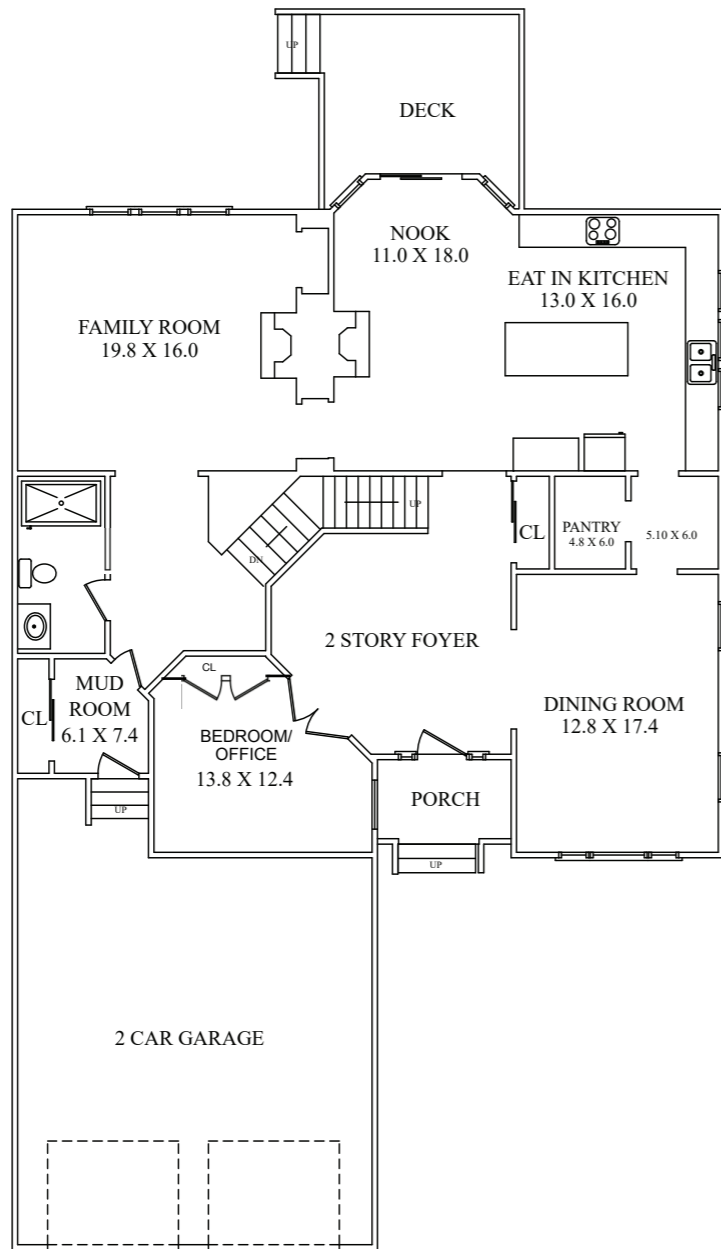 UP
DECK
NOOK
11.0 X 18.0
EAT IN KITCHEN
13.0 X 16.0
FAMILY ROOM
19.8 X 16.0
UP
DN
CL
PANTRY
4.8 X 6.0
5.10 X 6.0
2 STORY FOYER
CL
MUD
ROOM
6.1 X 7.4
CL
BEDROOM/
OFFICE
13.8 X 12.4
DINING ROOM
12.8 X 17.4
PORCH
UP
UP
2 CAR GARAGE